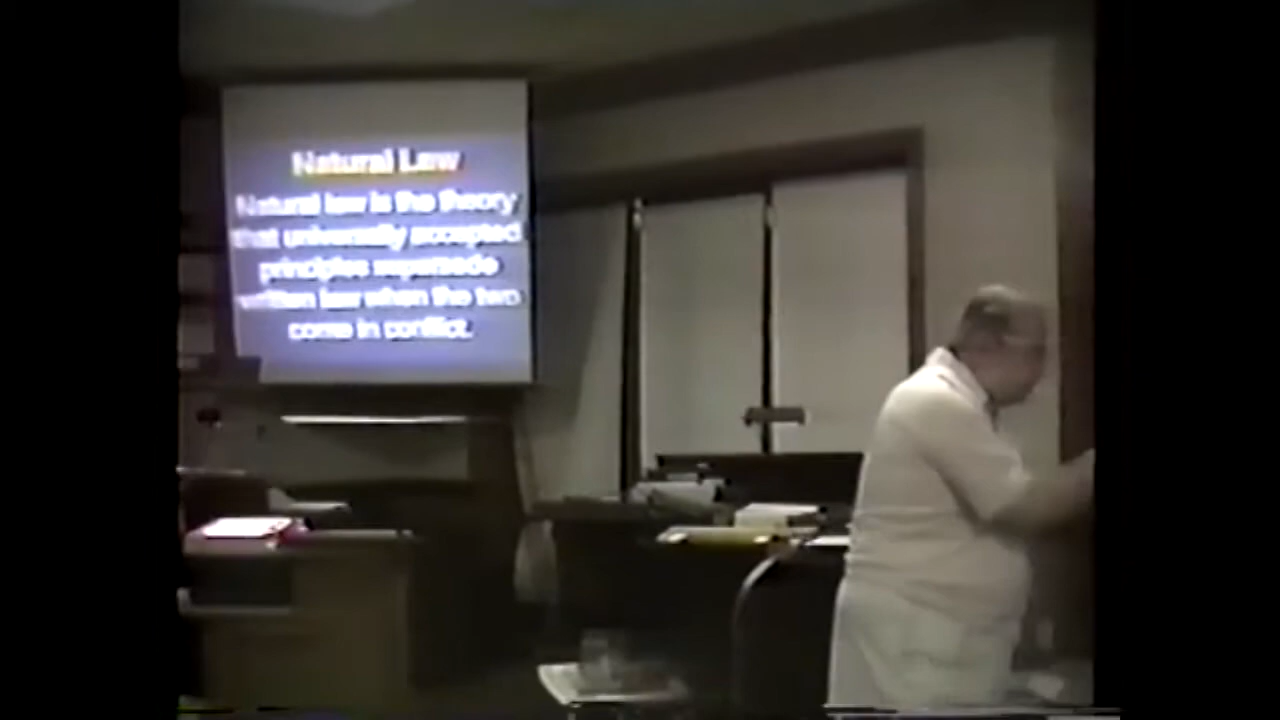 Natural Law
Natural law is the theory
that universally accepted
principles supersede
written law when the two
come in conflict.